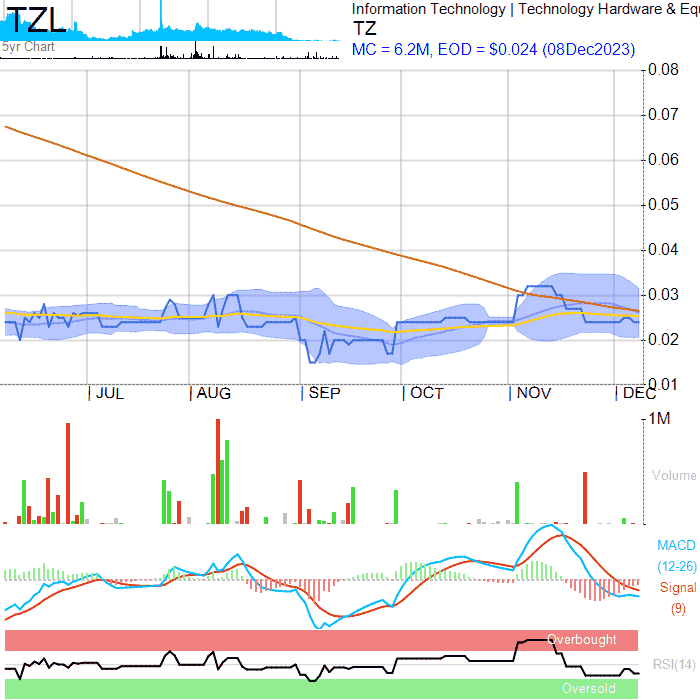 TZL
5yr Chart
Information Technology | Technology Hardware & Eq
TZ
MC = 6.2M, EOD = $0.024 (08Dec2023)
0.08
0.07
0.06
0.05
0.04
0.03
0.02
0.01
JUL
AUG
SEP
OCT
NOV
DEC
1M
Volume
MACD
(12-26)
Signal
(9)
Overbought
RSI(14)
Oversold